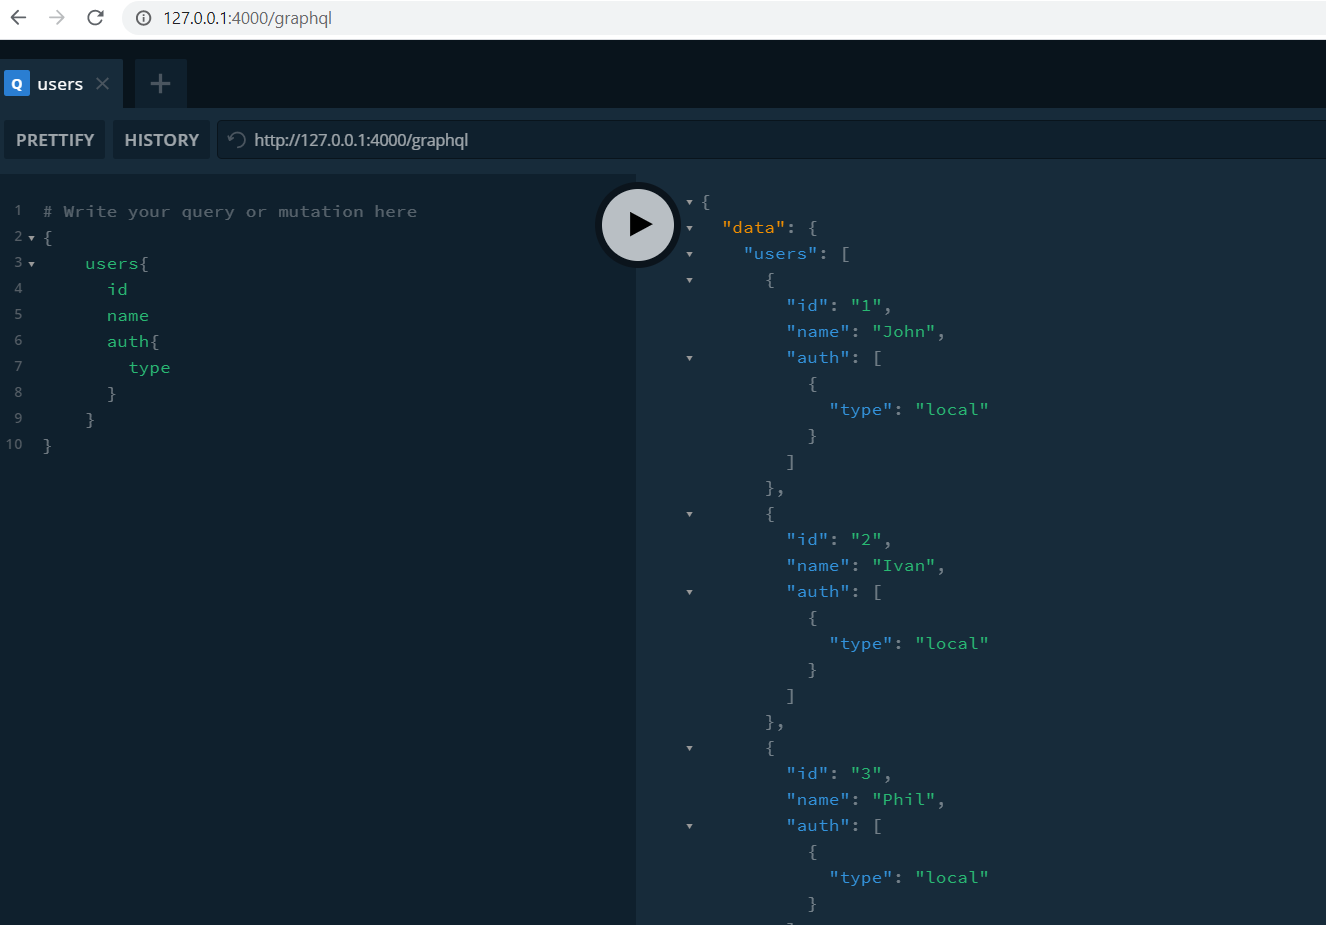 127.0.0.1:4000/graphql
Q users
PRETTIFY HISTORY http://127.0.0.1:4000/graphql
1 # Write your query or mutation here
2 {
3 users{
4 id
5 name
6 auth{
7 type
8 }
9 }
10 }
{
"data": {
"users": [
{
"id": "1",
"name": "John",
"auth": [
{
"type": "local"
}
]
},
{
"id": "2",
"name": "Ivan",
"auth": [
{
"type": "local"
}
]
},
{
"id": "3",
"name": "Phil",
"auth": [
{
"type": "local"
}